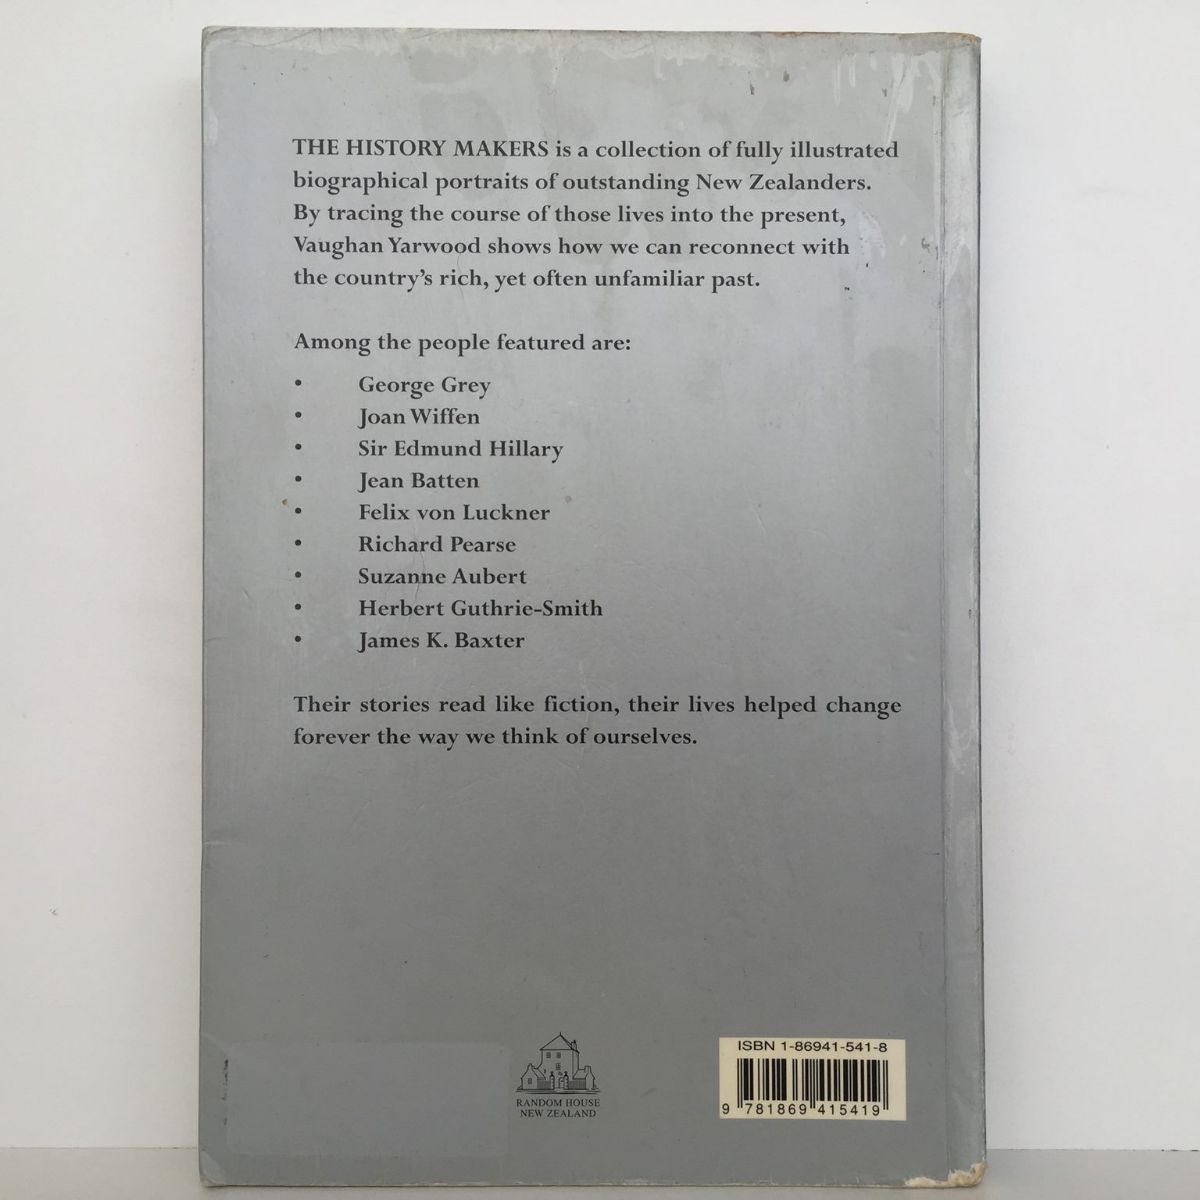 THE HISTORY MAKERS is a collection of fully illustrated
biographical portraits of outstanding New Zealanders.
By tracing the course of those lives into the present,
Vaughan Yarwood shows how we can reconnect with
the country's rich, yet often unfamiliar past.
Among the people featured are:
• George Grey
• Joan Wiffen
• Sir Edmund Hillary
• Jean Batten
• Felix von Luckner
• Richard Pearse
• Suzanne Aubert
• Herbert Guthrie-Smith
• James K. Baxter
Their stories read like fiction, their lives helped change
forever the way we think of ourselves.
RANDOM HOUSE
NEW ZEALAND
ISBN 1-86941-541-8
9 781869 415419